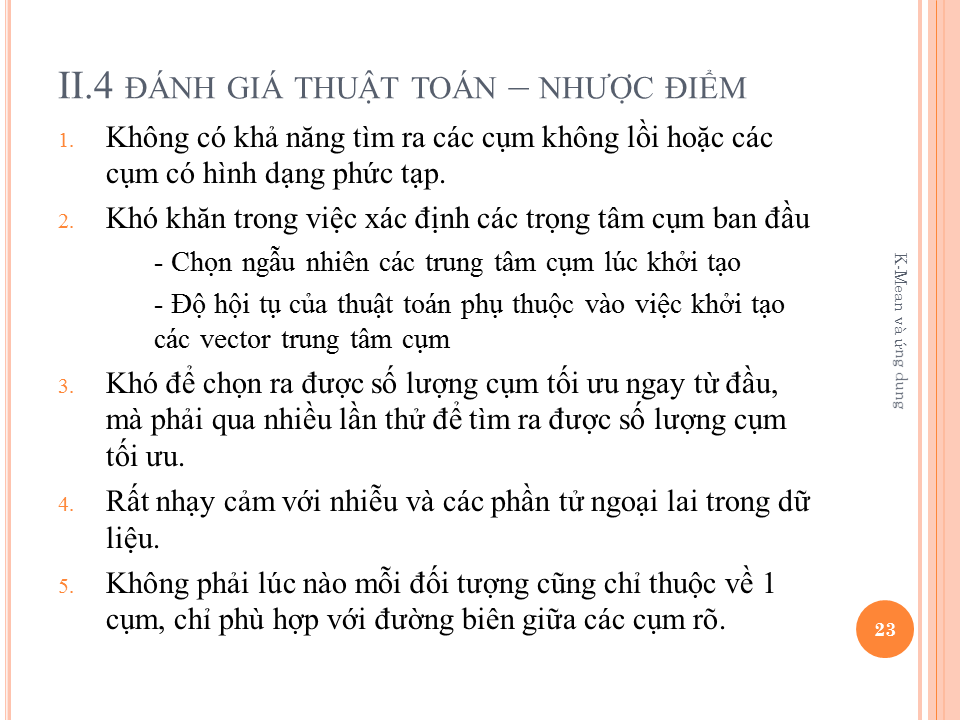 II.4 ĐÁNH GIÁ THUẬT TOÁN – NHƯỢC ĐIỂM
1. Không có khả năng tìm ra các cụm không lồi hoặc các
cụm có hình dạng phức tạp.
2. Khó khăn trong việc xác định các trọng tâm cụm ban đầu
- Chọn ngẫu nhiên các trung tâm cụm lúc khởi tạo
- Độ hội tụ của thuật toán phụ thuộc vào việc khởi tạo
các vector trung tâm cụm
3. Khó để chọn ra được số lượng cụm tối ưu ngay từ đầu,
mà phải qua nhiều lần thử để tìm ra được số lượng cụm
tối ưu.
4. Rất nhạy cảm với nhiễu và các phần tử ngoại lai trong dữ
liệu.
5. Không phải lúc nào mỗi đối tượng cũng chỉ thuộc về 1
cụm, chỉ phù hợp với đường biên giữa các cụm rõ.
K-Mean và ứng dung
23